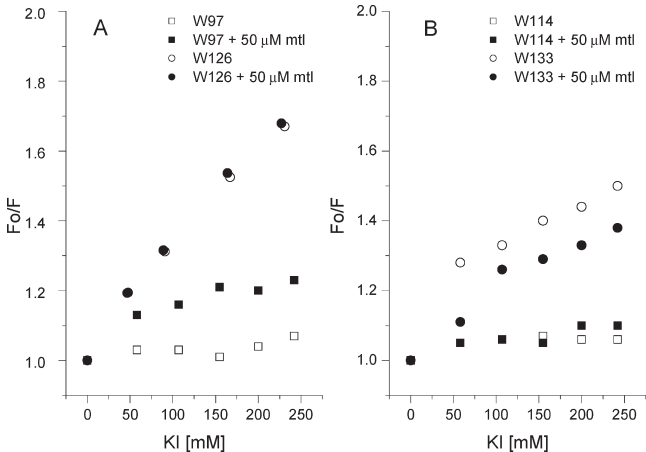 A
W97
W97 + 50 μM mtl
W126
W126 + 50 μM mtl
2.0
1.8
1.6
1.4
1.2
1.0
Fo/F
0 50 100 150 200 250
KI [mM]
B
W114
W114 + 50 μM mtl
W133
W133 + 50 μM mtl
2.0
1.8
1.6
1.4
1.2
1.0
Fo/F
0 50 100 150 200 250
KI [mM]